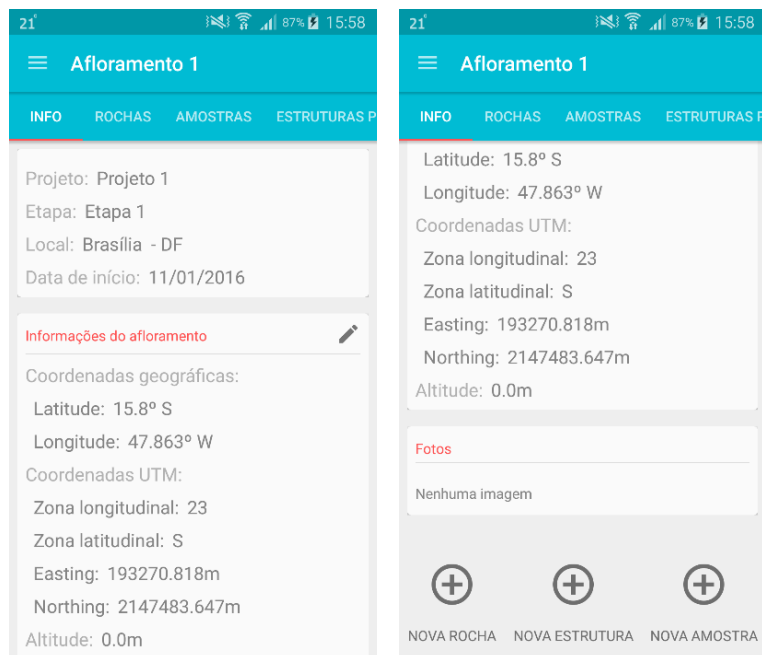 21°
87% 15:58
Afloramento 1
INFO ROCHAS AMOSTRAS ESTRUTURAS P
Projeto: Projeto 1
Etapa: Etapa 1
Local: Brasília - DF
Data de início: 11/01/2016
Informações do afloramento
Coordenadas geográficas:
Latitude: 15.8º S
Longitude: 47.863º W
Coordenadas UTM:
Zona longitudinal: 23
Zona latitudinal: S
Easting: 193270.818m
Northing: 2147483.647m
Altitude: 0.0m
21°
87% 15:58
Afloramento 1
INFO ROCHAS AMOSTRAS ESTRUTURAS P
Latitude: 15.8º S
Longitude: 47.863º W
Coordenadas UTM:
Zona longitudinal: 23
Zona latitudinal: S
Easting: 193270.818m
Northing: 2147483.647m
Altitude: 0.0m
Fotos
Nenhuma imagem
NOVA ROCHA NOVA ESTRUTURA NOVA AMOSTRA